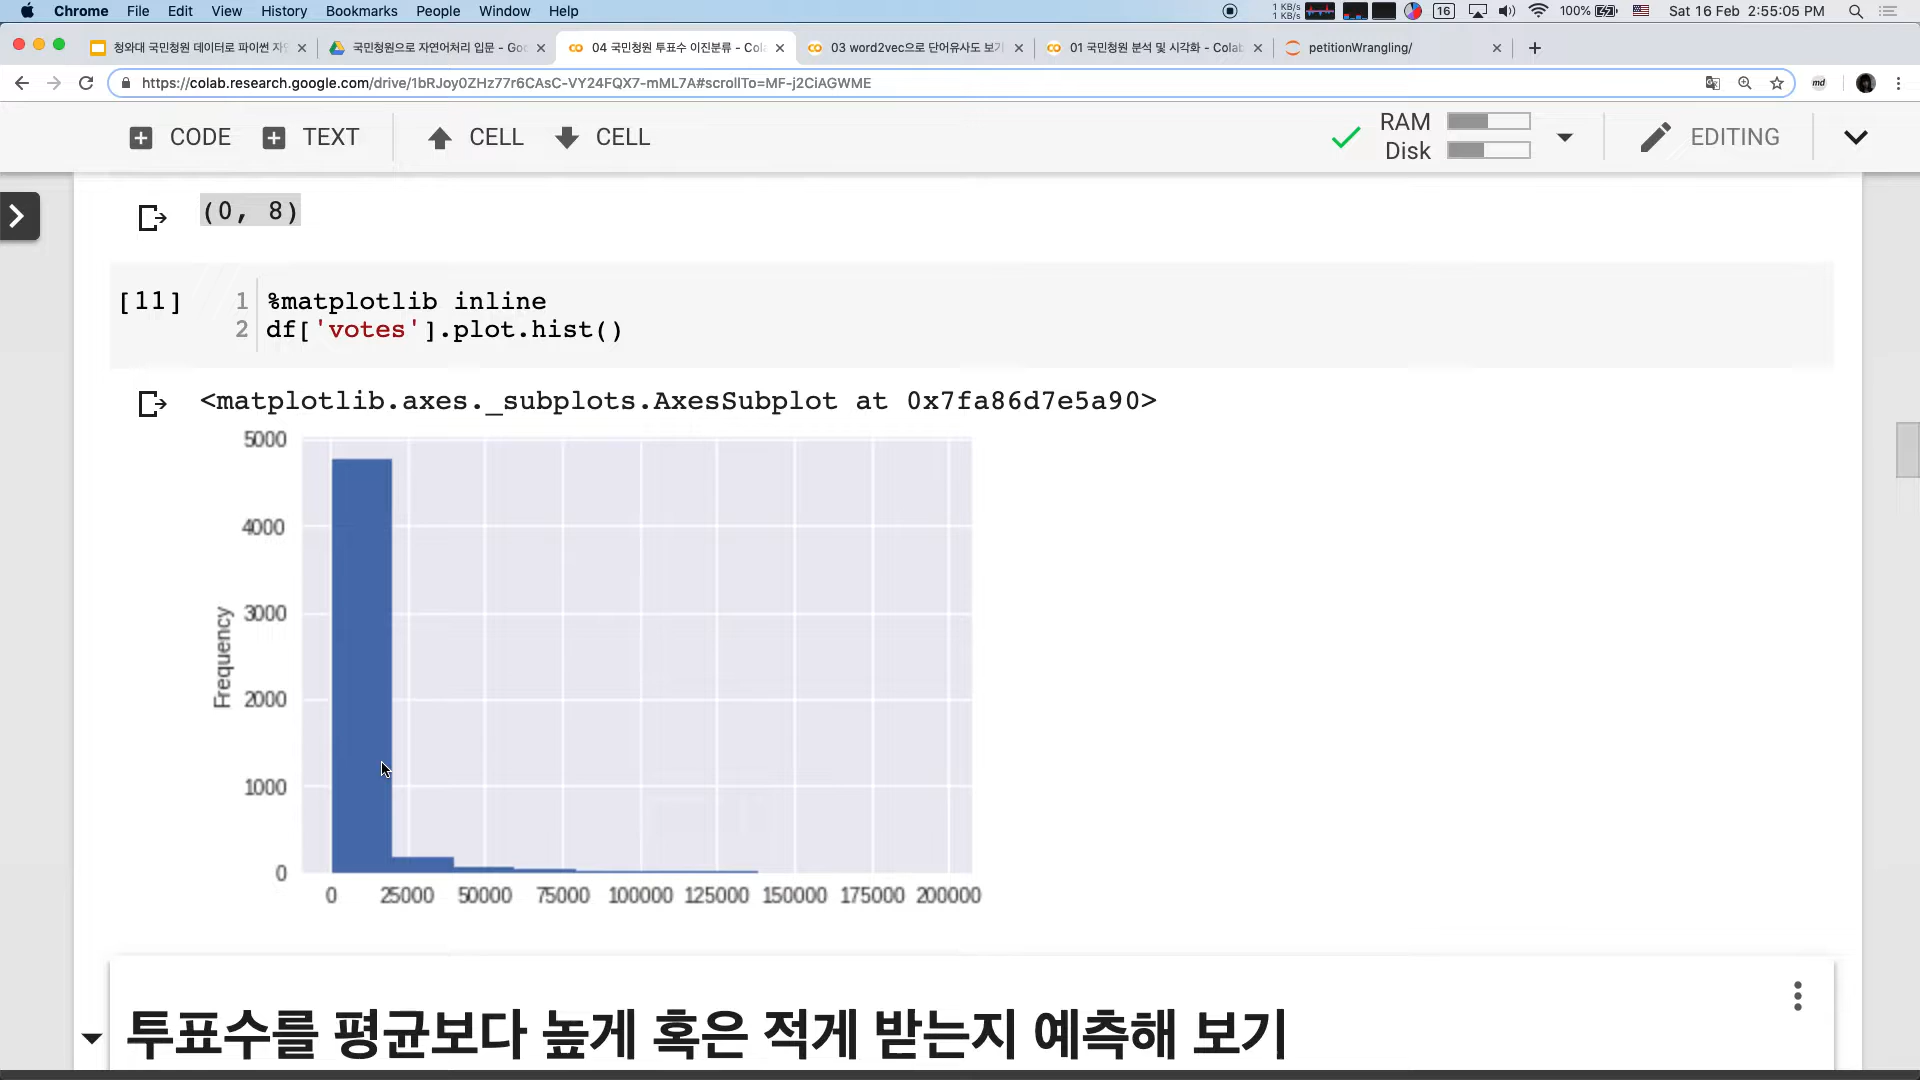 Chrome File Edit View History Bookmarks People Window Help
1 KB/s
1 KB/s
16
100%
Sat 16 Feb 2:55:05 PM
청와대 국민청원 데이터로 파이썬 자
국민청원으로 자연어처리 입문 - Goo
04 국민청원 투표수 이진분류 - Cola
03 word2vec으로 단어유사도 보기
01 국민청원 분석 및 시각화 - Colab
petitionWrangling/
https://colab.research.google.com/drive/1bRJoy0ZHz77r6CAsC-VY24FQX7-mML7A#scrollTo=MF-j2CiAGWME
md
CODE TEXT CELL CELL
RAM
Disk
EDITING
(0, 8)
[11]
1 %matplotlib inline
2 df['votes'].plot.hist()
<matplotlib.axes._subplots.AxesSubplot at 0x7fa86d7e5a90>
5000
4000
3000
2000
1000
0
Frequency
0 25000 50000 75000 100000 125000 150000 175000 200000
투표수를 평균보다 높게 혹은 적게 받는지 예측해 보기